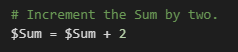 # Increment the Sum by two.
$Sum = $Sum + 2